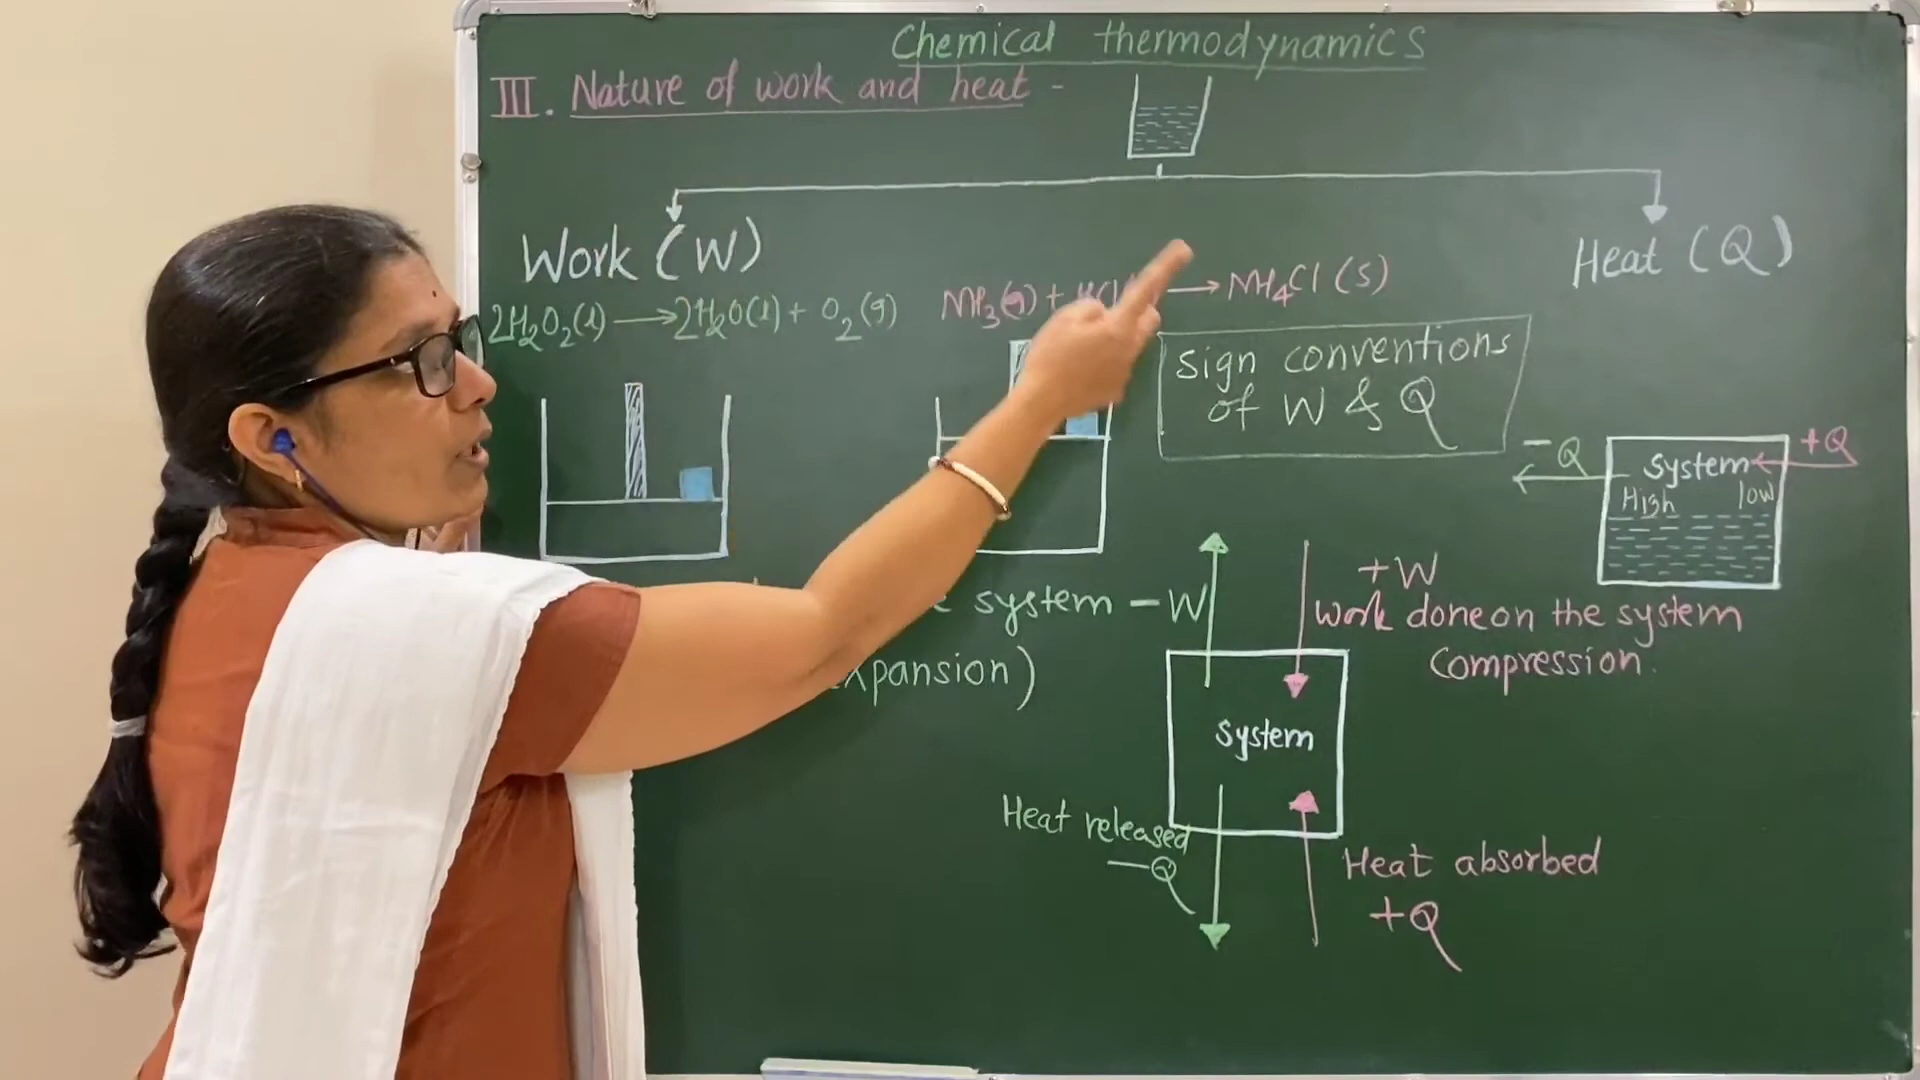 Chemical thermodynamics
III. Nature of work and heat -
Work (W)
Heat (Q)
2H2O2(l) → 2H2O(l) + O2(g)
NH3(g) + → NH4Cl (s)
Sign conventions
of W & Q
-Q
+Q
System
High low
system -W
+W
Work done on the system
Compression.
xpansion)
System
Heat released
-Q
Heat absorbed
+Q